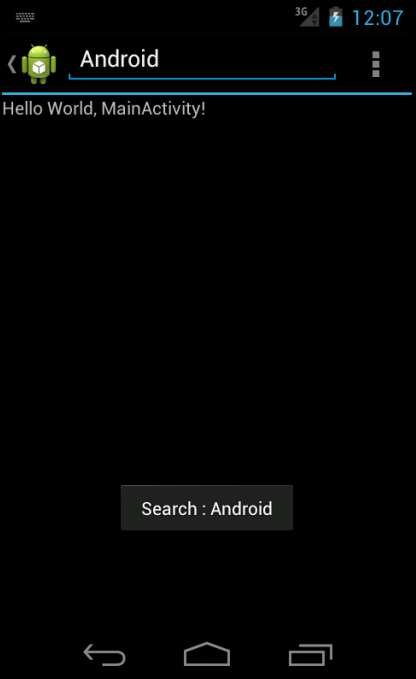 3G 12:07
Android
Hello World, MainActivity!
Search : Android